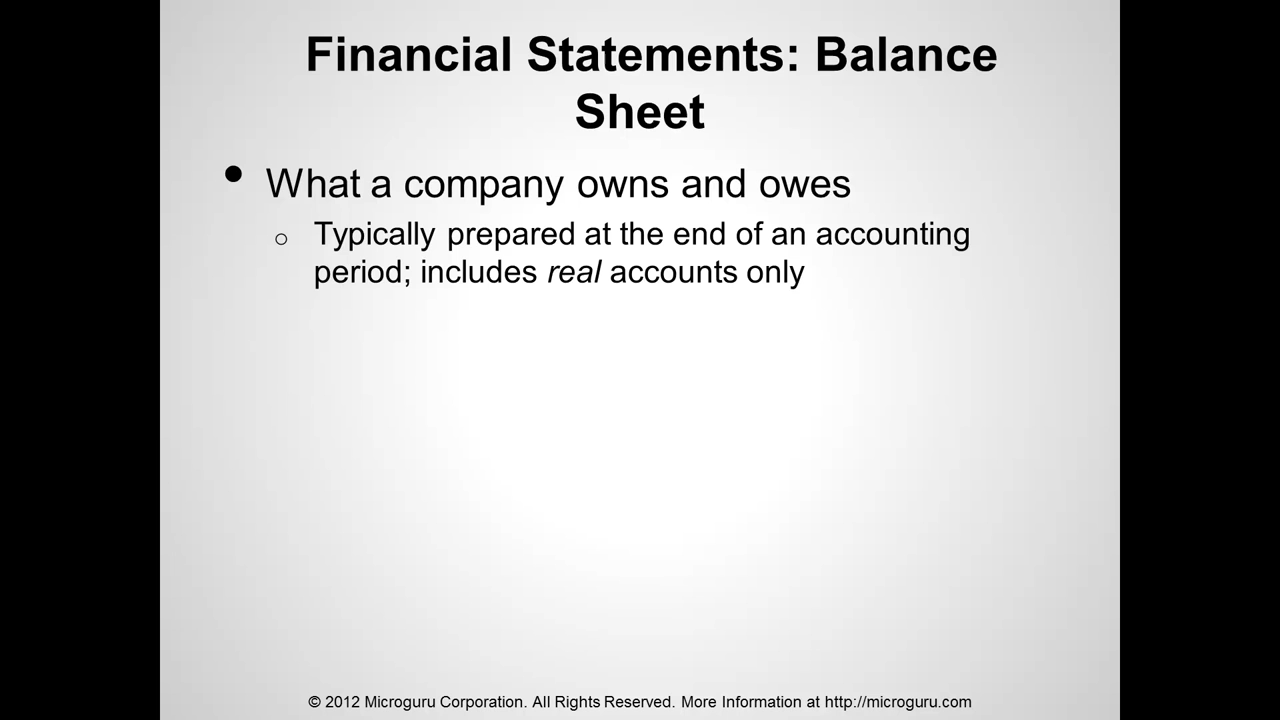 Financial Statements: Balance
Sheet
• What a company owns and owes
o Typically prepared at the end of an accounting
period; includes real accounts only
© 2012 Microguru Corporation. All Rights Reserved. More Information at http://microguru.com